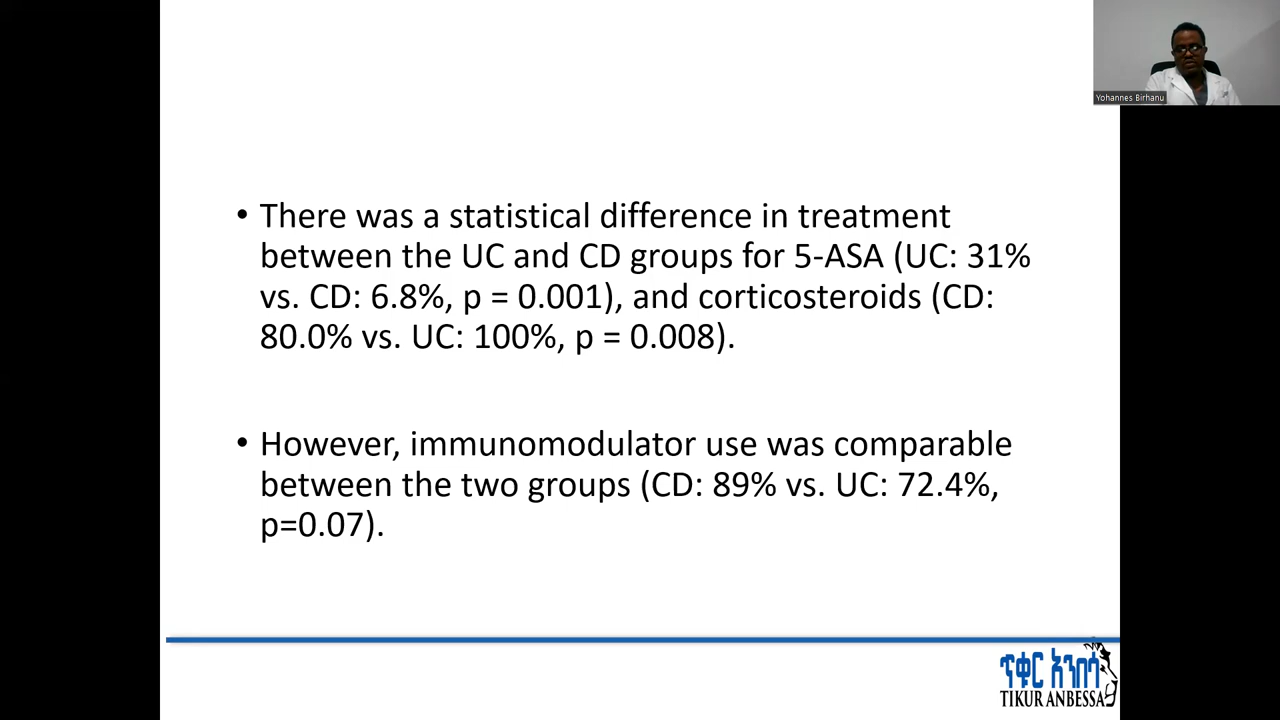 Yohannes Birhanu
• There was a statistical difference in treatment
between the UC and CD groups for 5-ASA (UC: 31%
vs. CD: 6.8%, p = 0.001), and corticosteroids (CD:
80.0% vs. UC: 100%, p = 0.008).
• However, immunomodulator use was comparable
between the two groups (CD: 89% vs. UC: 72.4%,
p=0.07).
ጥቁር አንበሳ
TIKUR ANBESSA